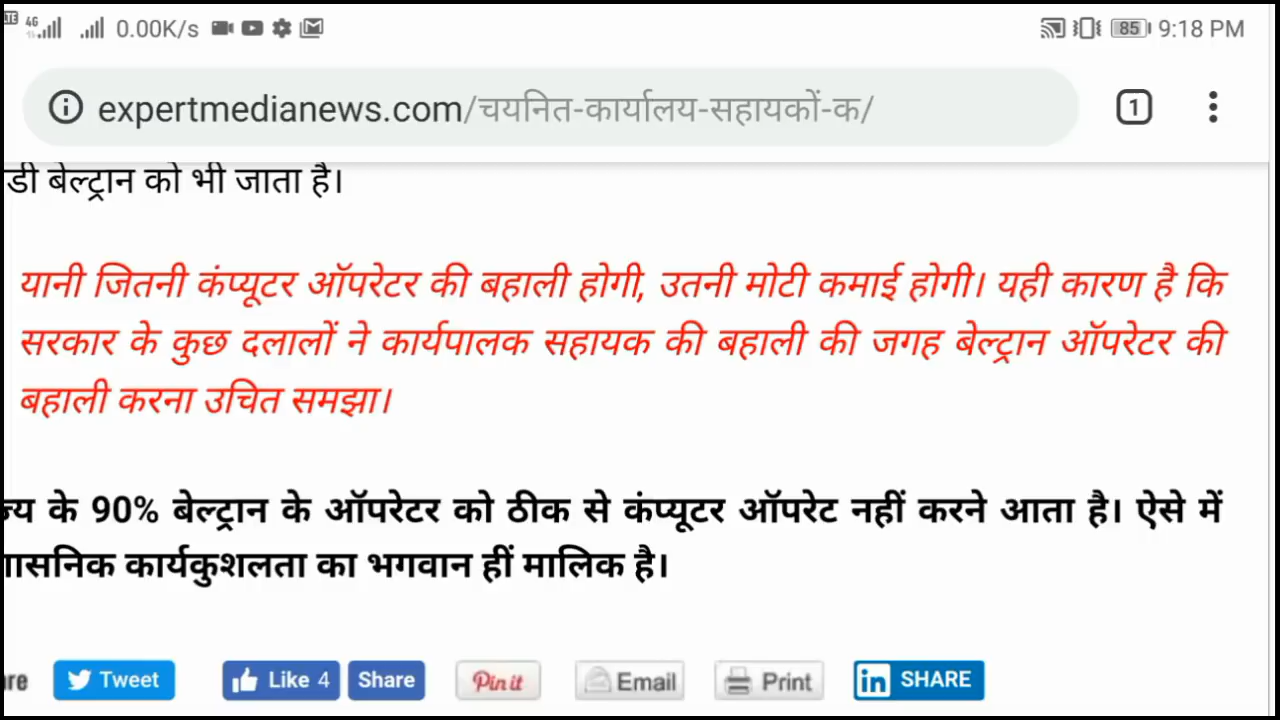 4G 0.00K/s 85 9:18 PM
expertmedianews.com/चयनित-कार्यालय-सहायकों-क/ 1
डी बेल्ट्रान को भी जाता है।
यानी जितनी कंप्यूटर ऑपरेटर की बहाली होगी, उतनी मोटी कमाई होगी। यही कारण है कि
सरकार के कुछ दलालों ने कार्यपालक सहायक की बहाली की जगह बेल्ट्रान ऑपरेटर की
बहाली करना उचित समझा।
के 90% बेल्ट्रान के ऑपरेटर को ठीक से कंप्यूटर ऑपरेट नहीं करने आता है। ऐसे में
कार्यकुशलता का भगवान हीं मालिक है।
Tweet Like 4 Share Pin it Email Print in SHARE